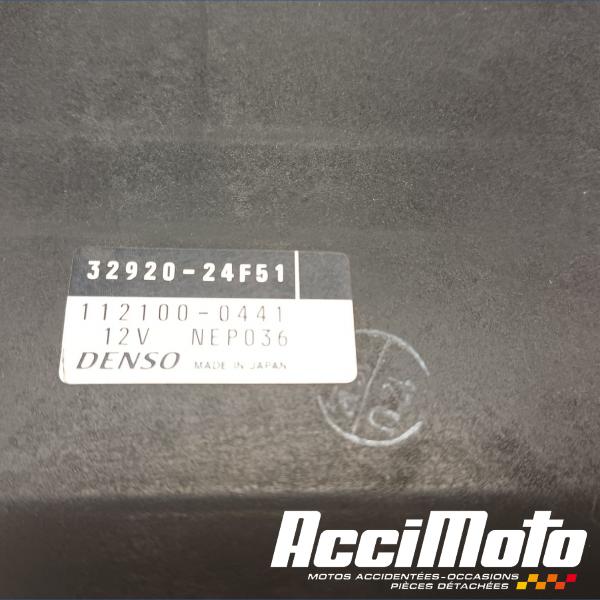 32920-24F51
112100-0441
12V NEP036
DENSO MADE IN JAPAN
AcciMoto
MOTOS ACCIDENTÉES-OCCASIONS
PIÈCES DÉTACHÉES